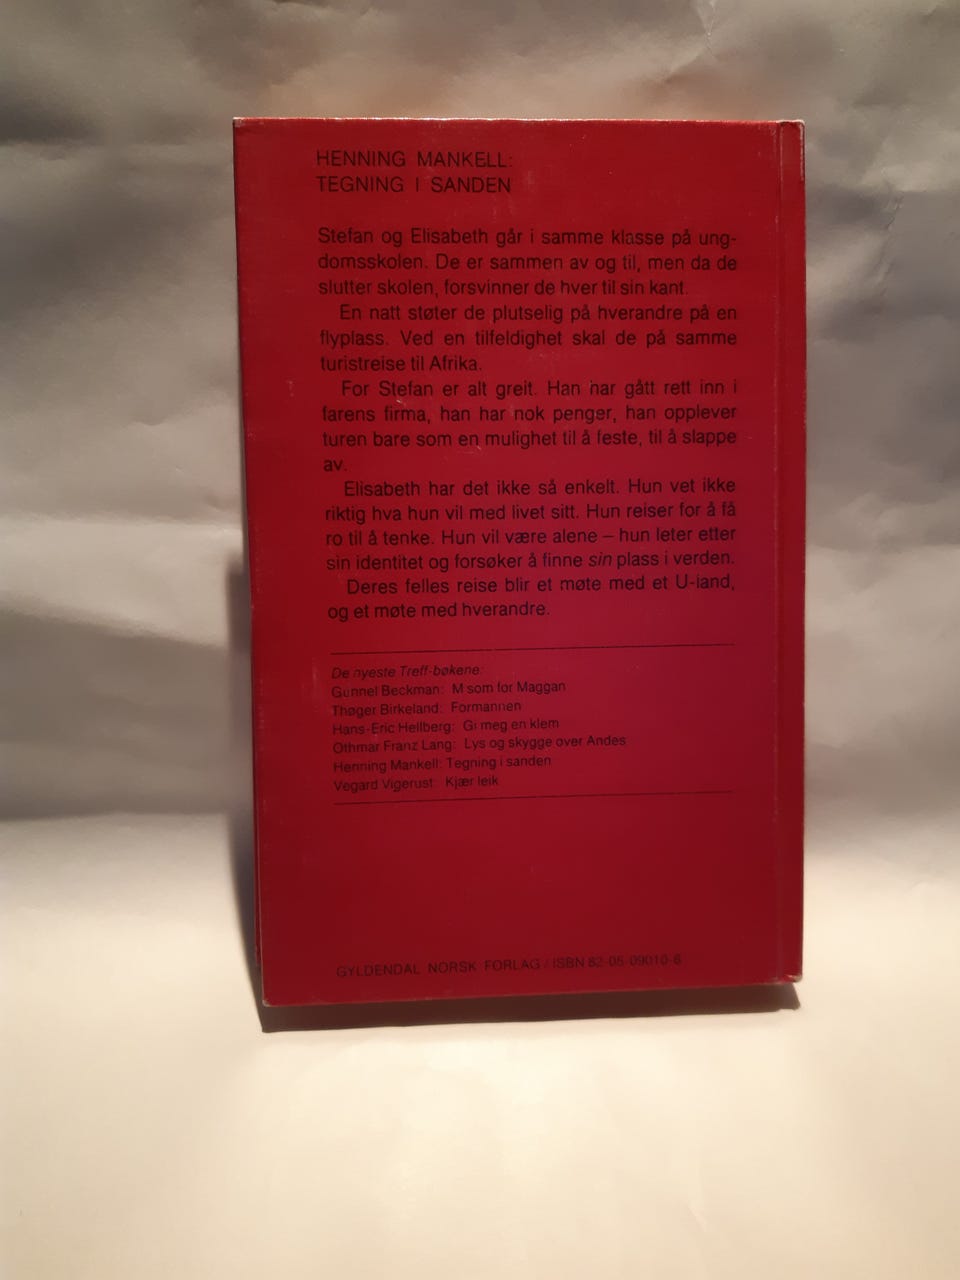 HENNING MANKELL:
TEGNING I SANDEN
Stefan og Elisabeth går i samme klasse på ung-
domsskolen. De er sammen av og til, men da de
slutter skolen, forsvinner de hver til sin kant.
En natt støter de plutselig på hverandre på en
flyplass. Ved en tilfeldighet skal de på samme
turistreise til Afrika.
For Stefan er alt greit. Han har gått rett inn i
farens firma, han har nok penger, han opplever
turen bare som en mulighet til å feste, til å slappe
av.
Elisabeth har det ikke så enkelt. Hun vet ikke
riktig hva hun vil med livet sitt. Hun reiser for å få
ro til å tenke. Hun vil være alene – hun leter etter
sin identitet og forsøker å finne sin plass i verden.
Deres felles reise blir et møte med et U-land,
og et møte med hverandre.
De nyeste Treff-bøkene:
Gunnel Beckman: M som for Maggan
Thøger Birkeland: Formannen
Hans-Eric Hellberg: Gi meg en klem
Othmar Franz Lang: Lys og skygge over Andes
Henning Mankell: Tegning i sanden
Vegard Vigerust: Kjær leik
GYLDENDAL NORSK FORLAG / ISBN 82-05-09010-6